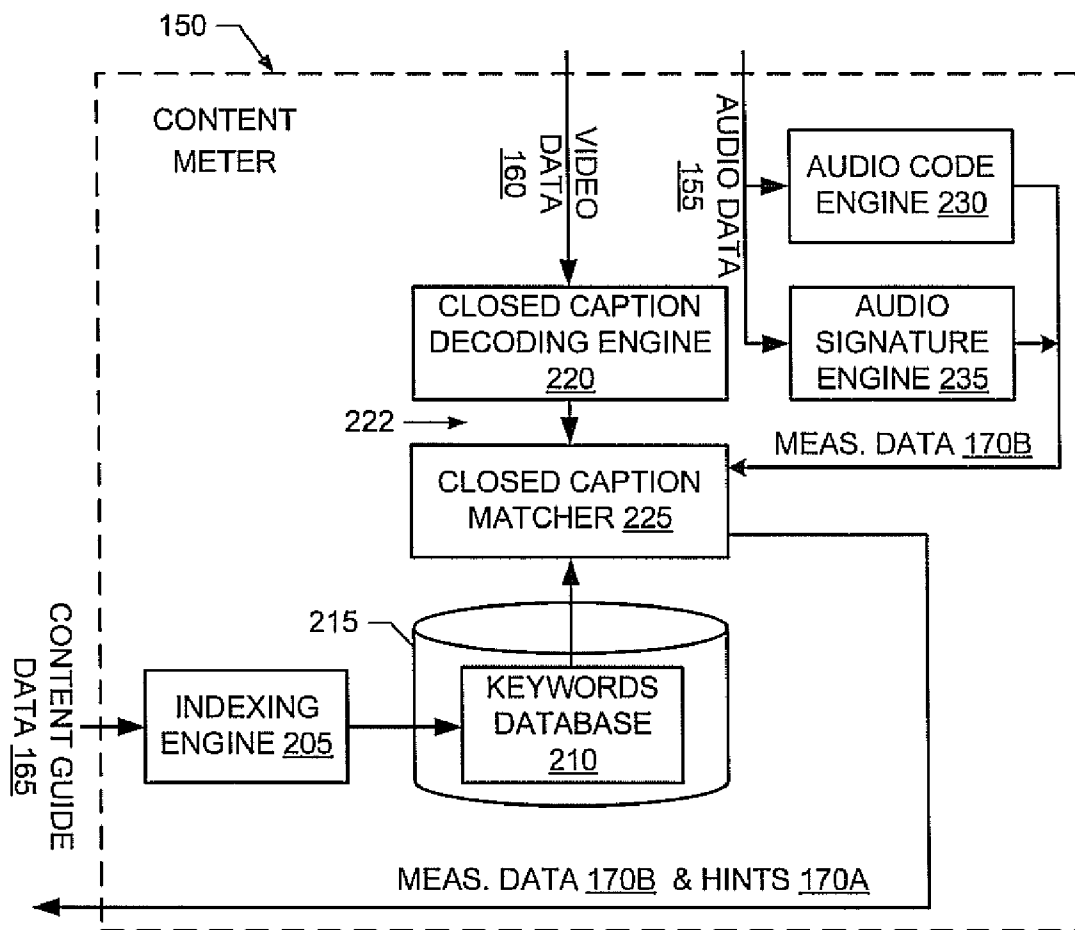 150
CONTENT
METER
VIDEO
DATA
160
AUDIO DATA
155
AUDIO CODE
ENGINE 230
CLOSED CAPTION
DECODING ENGINE
220
AUDIO
SIGNATURE
ENGINE 235
222
MEAS. DATA 170B
CLOSED CAPTION
MATCHER 225
215
CONTENT GUIDE
DATA 165
INDEXING
ENGINE 205
KEYWORDS
DATABASE
210
MEAS. DATA 170B & HINTS 170A